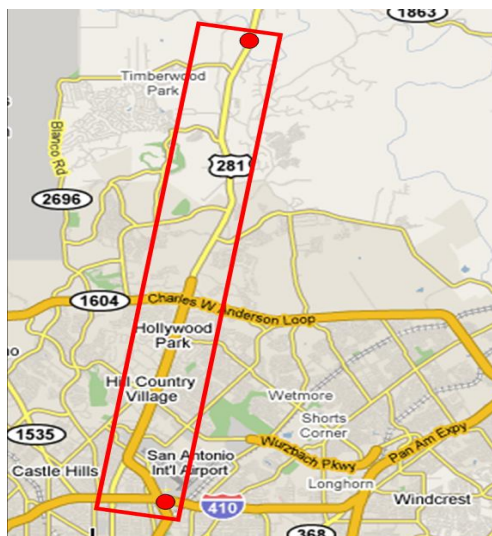 1863
Timberwood
Park
Blanco Rd
281
2696
1604
Charles W Anderson Loop
Hollywood
Park
Hill Country
Village
Wetmore
Shorts
Corner
1535
Wurzbach Pkwy
Pan Am Expy
San Antonio
Int'l Airport
Castle Hills
Longhorn
Windcrest
410
368